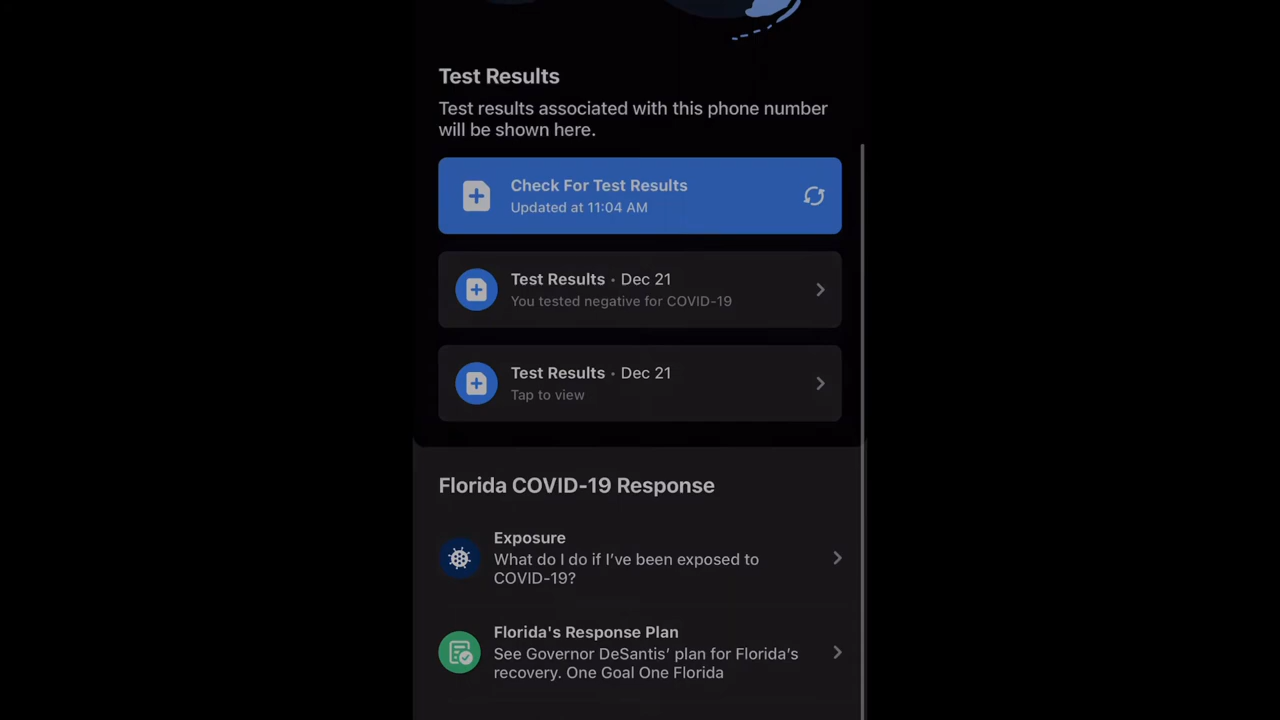 Test Results
Test results associated with this phone number
will be shown here.
Check For Test Results
Updated at 11:04 AM
Test Results • Dec 21
You tested negative for COVID-19
Test Results • Dec 21
Tap to view
Florida COVID-19 Response
Exposure
What do I do if I’ve been exposed to
COVID-19?
Florida's Response Plan
See Governor DeSantis’ plan for Florida’s
recovery. One Goal One Florida